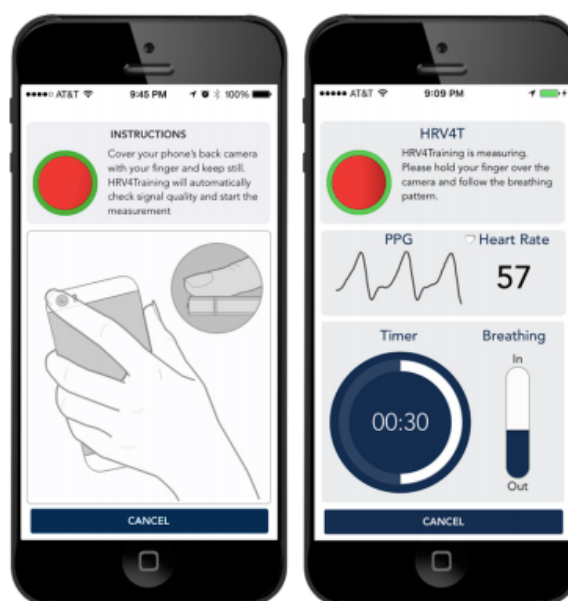 AT&T 9:45 PM 100%
INSTRUCTIONS
Cover your phone's back camera
with your finger and keep still.
HRV4Training will automatically
check signal quality and start the
measurement
CANCEL
AT&T 9:09 PM
HRV4T
HRV4Training is measuring.
Please hold your finger over the
camera and follow the breathing
pattern.
PPG Heart Rate
57
Timer Breathing
In
00:30
Out
CANCEL